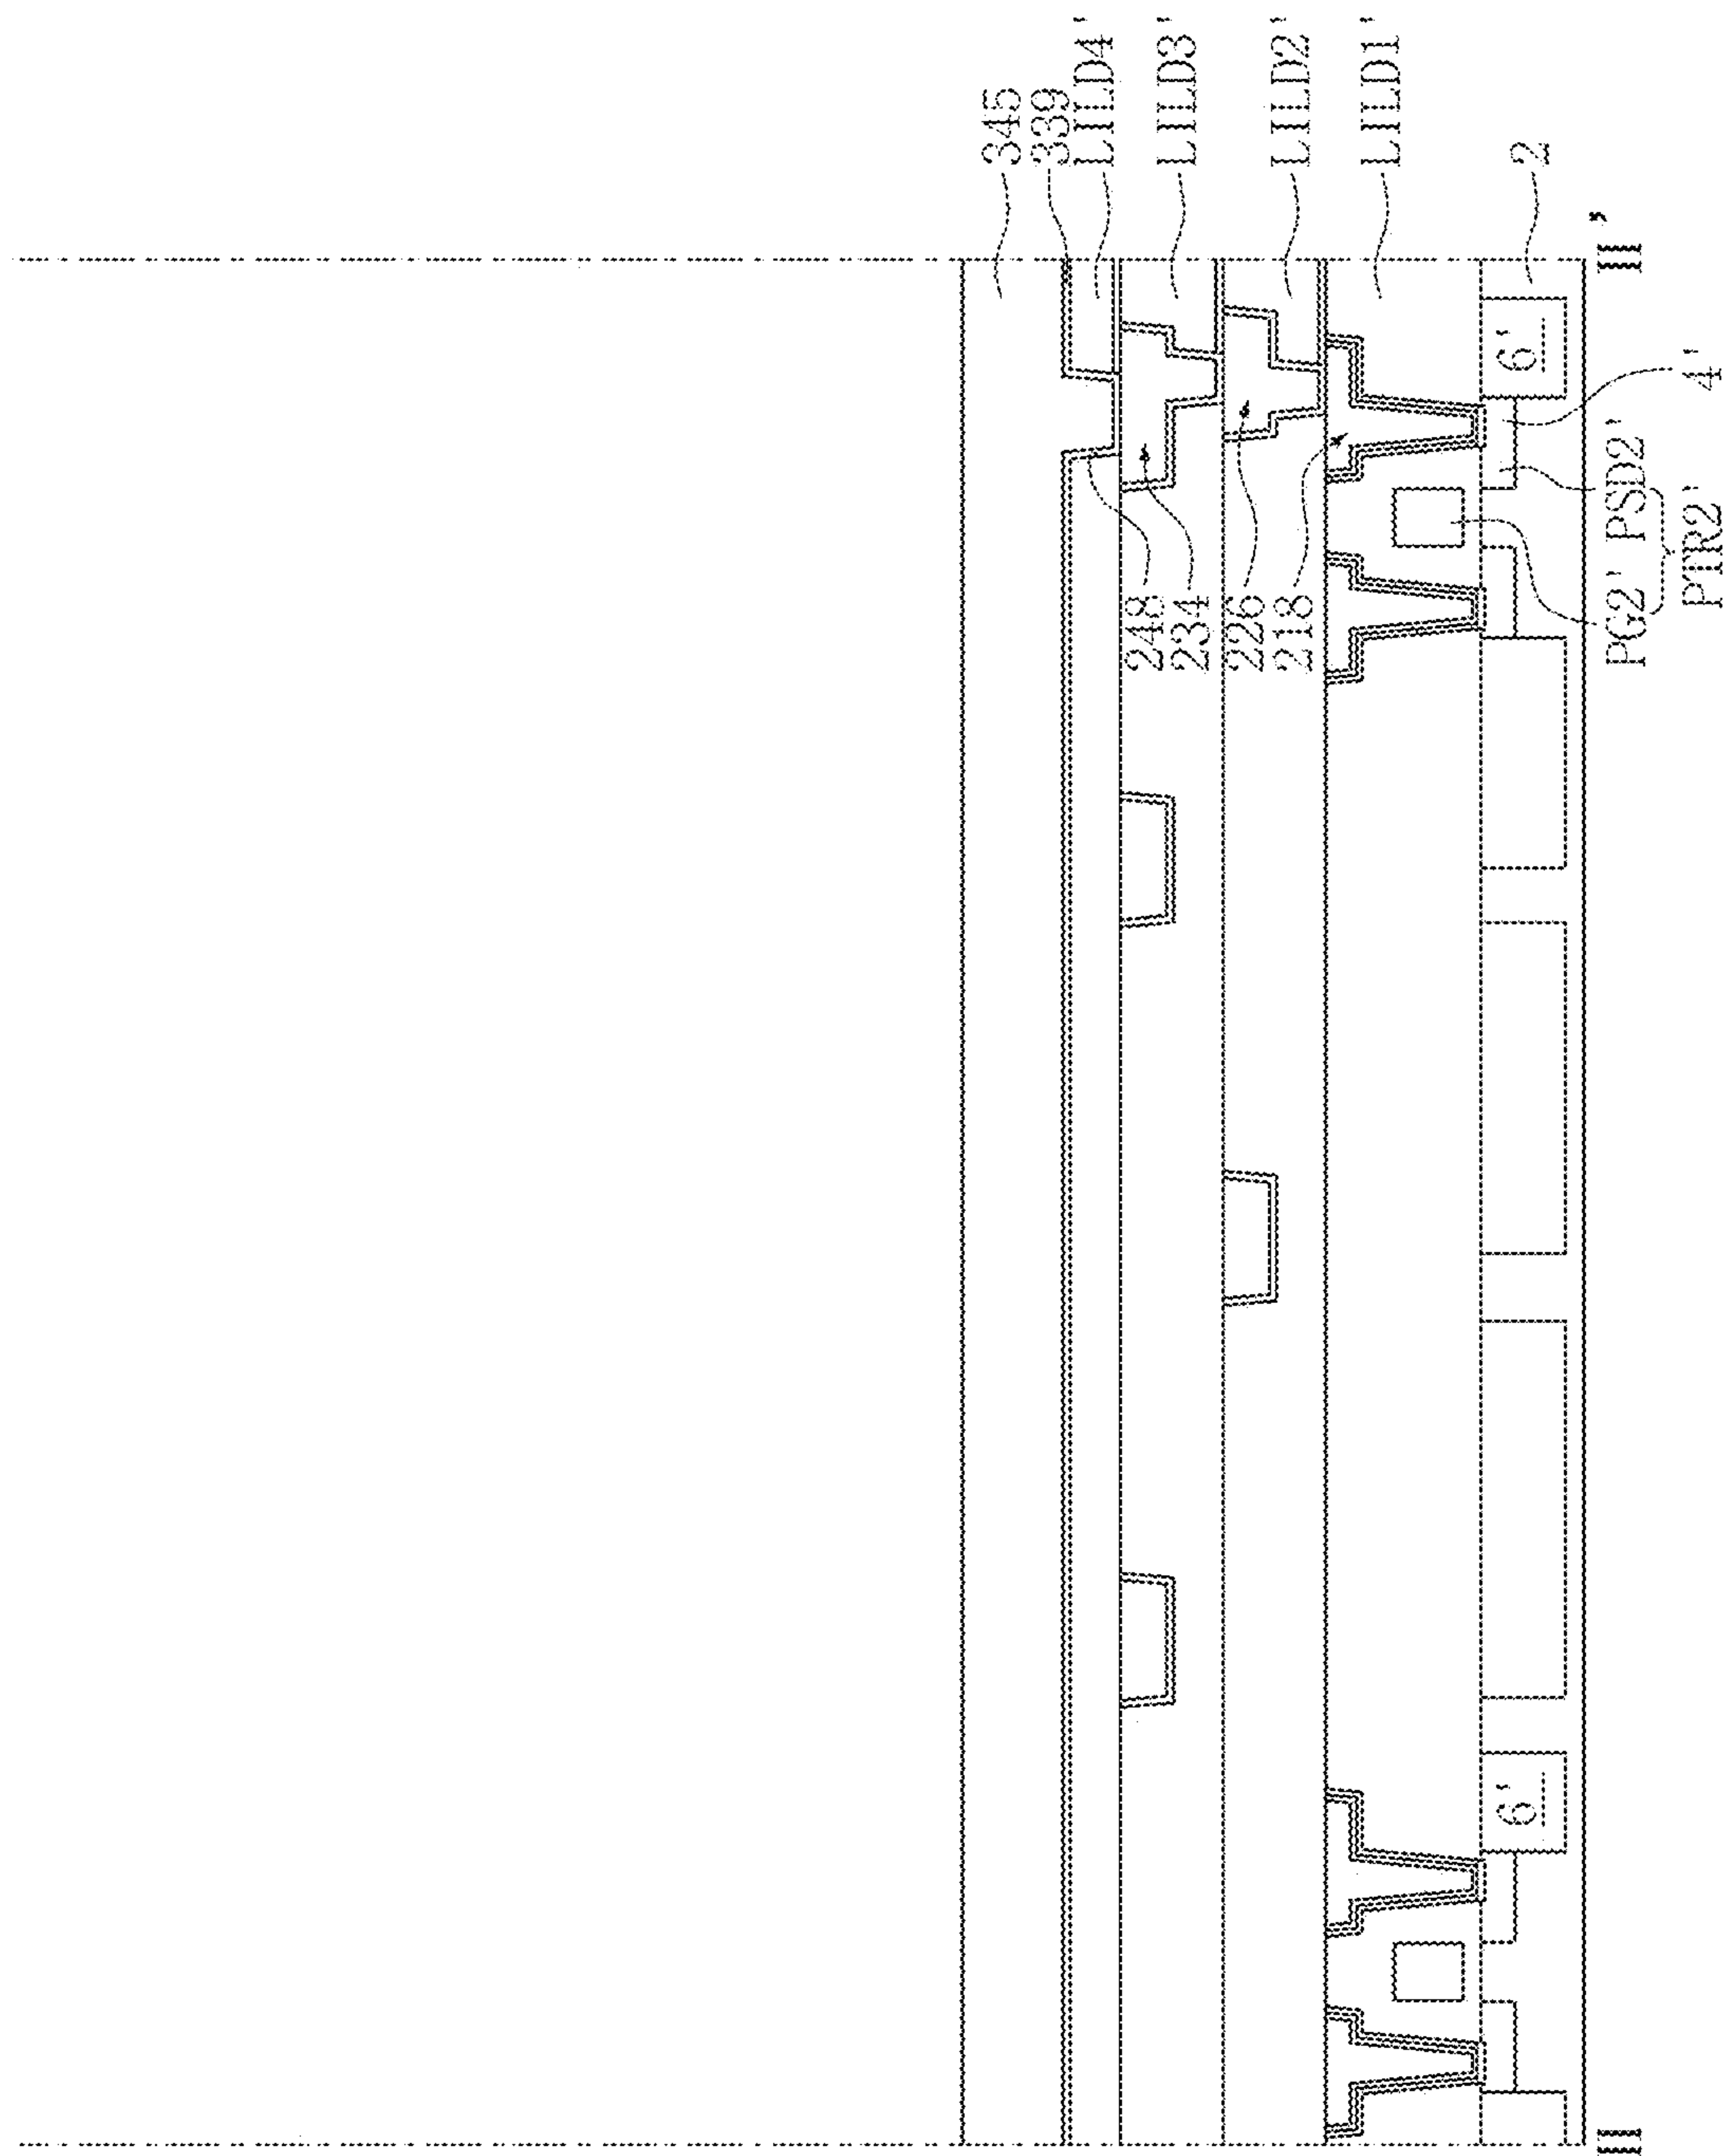 345
339
LILD4'
LILD3'
LILD2'
LILD1'
2
II'
6'
4'
248
234
226
218
PG2' PSD2'
PTR2'
6'
II